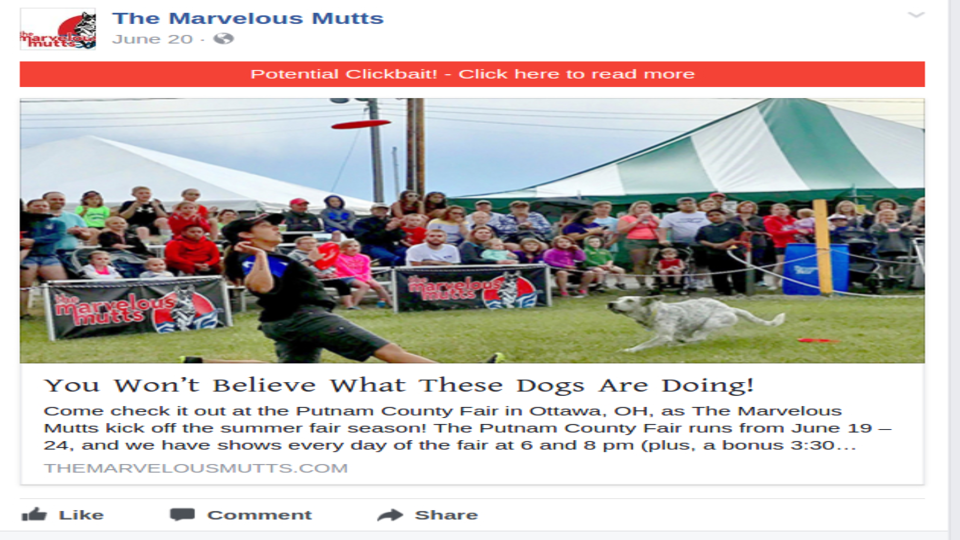 the marvelous mutts
The Marvelous Mutts
June 20 ·
Potential Clickbait! - Click here to read more
the marvelous mutts
the marvelous mutts
You Won't Believe What These Dogs Are Doing!
Come check it out at the Putnam County Fair in Ottawa, OH, as The Marvelous
Mutts kick off the summer fair season! The Putnam County Fair runs from June 19 –
24, and we have shows every day of the fair at 6 and 8 pm (plus, a bonus 3:30...
THEMARVELOUSMUTTS.COM
Like Comment Share